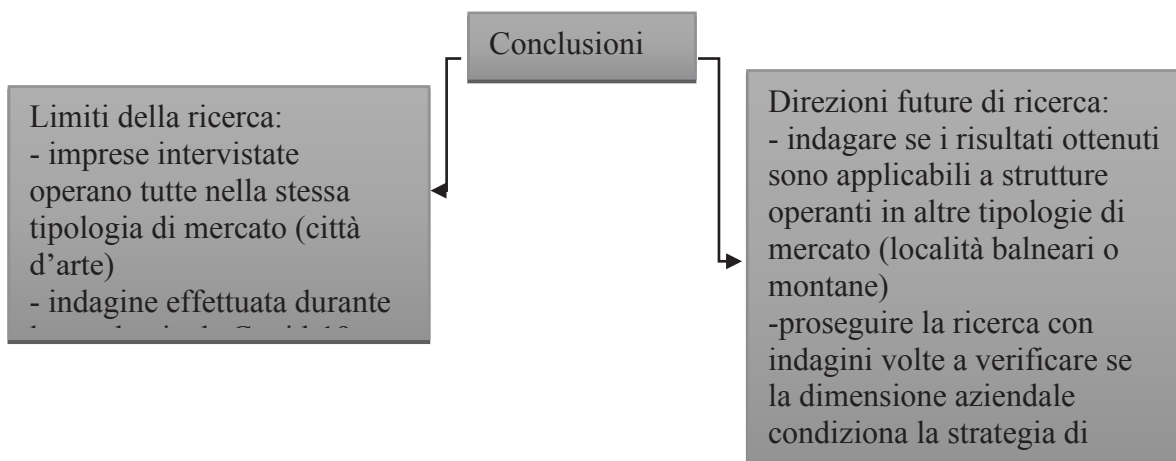 Conclusioni
Limiti della ricerca:
- imprese intervistate
operano tutte nella stessa
tipologia di mercato (città
d’arte)
- indagine effettuata durante
Direzioni future di ricerca:
- indagare se i risultati ottenuti
sono applicabili a strutture
operanti in altre tipologie di
mercato (località balneari o
montane)
-proseguire la ricerca con
indagini volte a verificare se
la dimensione aziendale
condiziona la strategia di